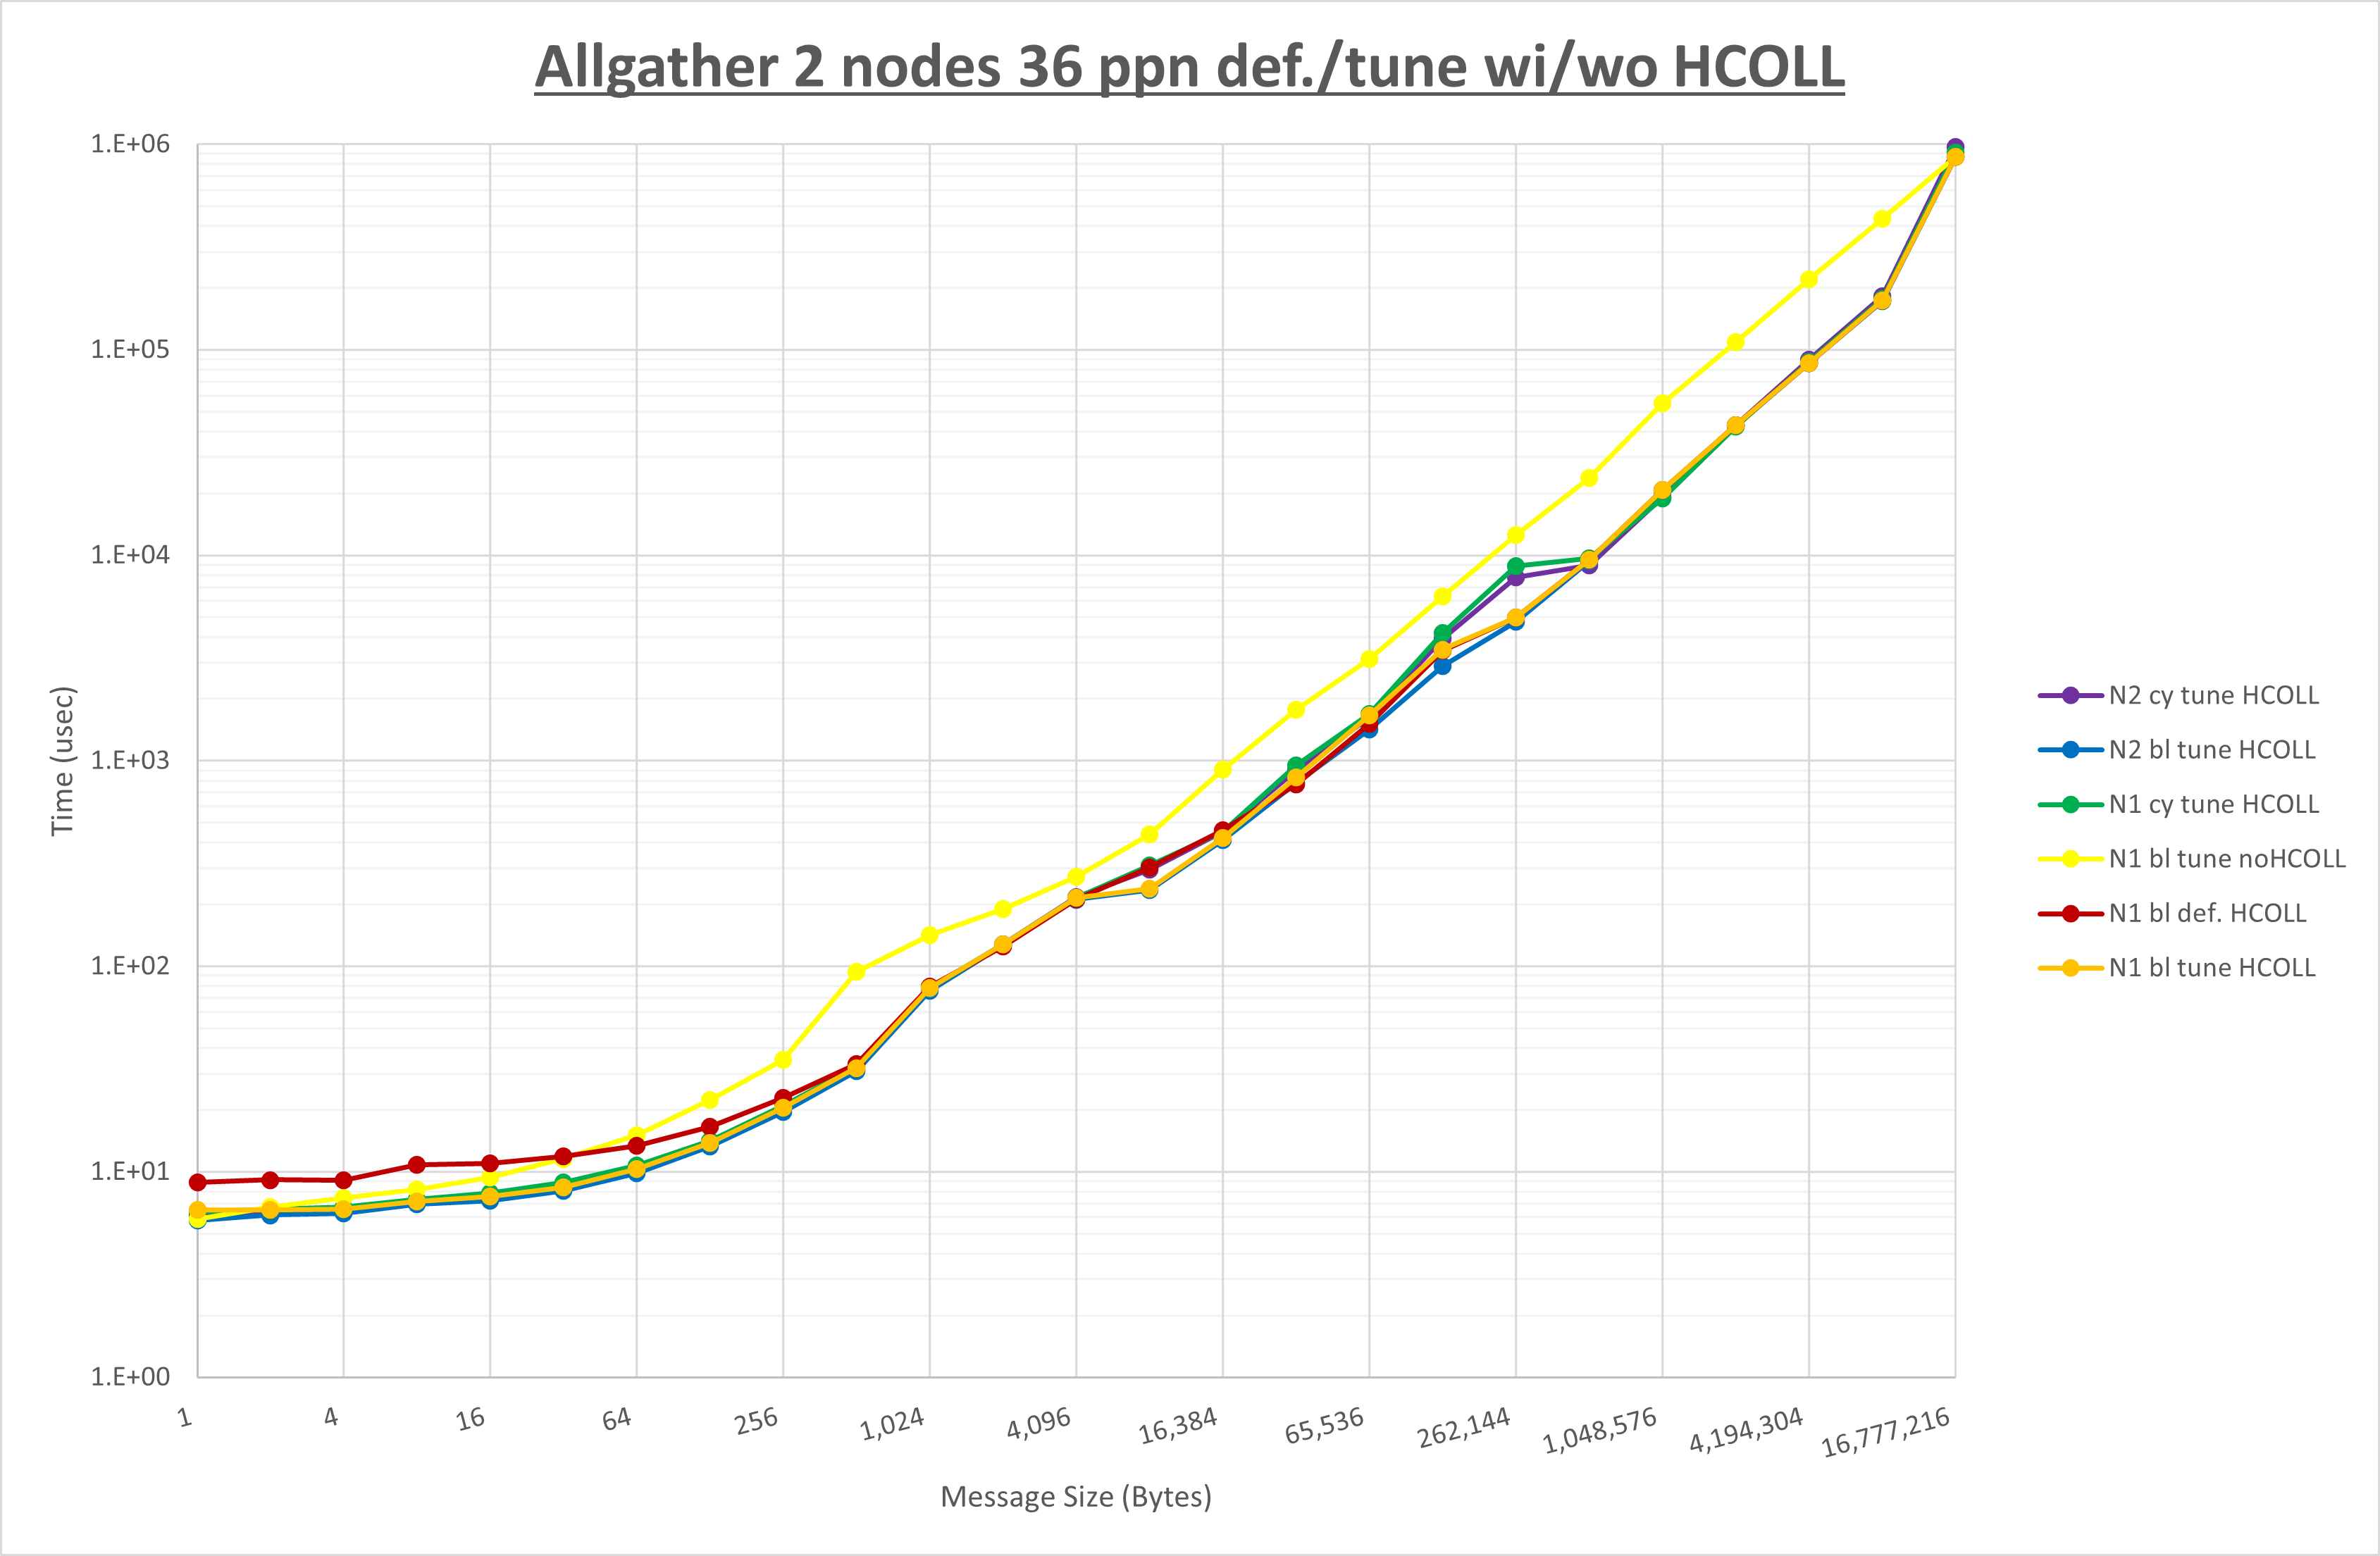 Allgather 2 nodes 36 ppn def./tune wi/wo HCOLL
1.E+06
1.E+05
1.E+04
1.E+03
1.E+02
1.E+01
1.E+00
Time (usec)
1
4
16
64
256
1,024
4,096
16,384
65,536
262,144
1,048,576
4,194,304
16,777,216
Message Size (Bytes)
N2 cy tune HCOLL
N2 bl tune HCOLL
N1 cy tune HCOLL
N1 bl tune noHCOLL
N1 bl def. HCOLL
N1 bl tune HCOLL